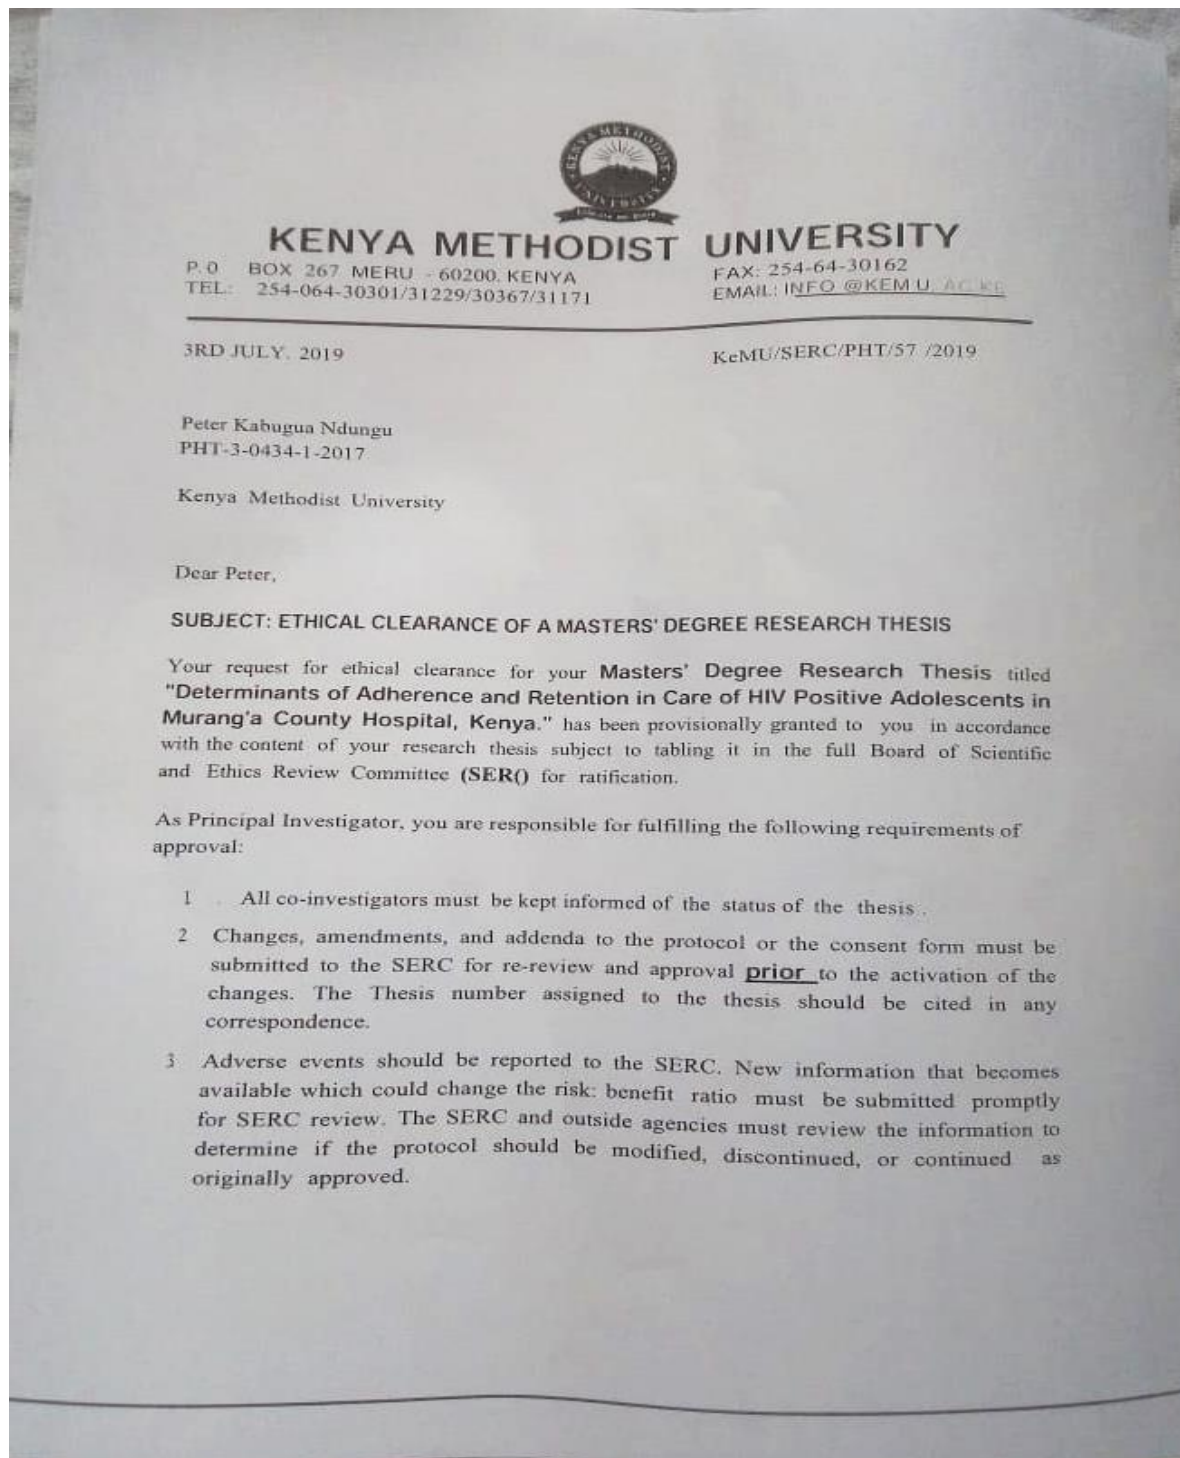 KENYA METHODIST UNIVERSITY
KENYA METHODIST UNIVERSITY
P. O BOX 267 MERU - 60200. KENYA
TEL: 254-064-30301/31229/30367/31171
FAX: 254-64-30162
EMAIL: INFO @KEMU. AC.KE
3RD JULY. 2019
KeMU/SERC/PHT/57 /2019
Peter Kabugua Ndungu
PHT-3-0434-1-2017
Kenya Methodist University
Dear Peter,
SUBJECT: ETHICAL CLEARANCE OF A MASTERS' DEGREE RESEARCH THESIS
Your request for ethical clearance for your Masters' Degree Research Thesis titled
"Determinants of Adherence and Retention in Care of HIV Positive Adolescents in
Murang'a County Hospital, Kenya." has been provisionally granted to you in accordance
with the content of your research thesis subject to tabling it in the full Board of Scientific
and Ethics Review Committee (SER() for ratification.
As Principal Investigator, you are responsible for fulfilling the following requirements of
approval:
1 . All co-investigators must be kept informed of the status of the thesis .
2 Changes, amendments, and addenda to the protocol or the consent form must be
submitted to the SERC for re-review and approval prior to the activation of the
changes. The Thesis number assigned to the thesis should be cited in any
correspondence.
3 Adverse events should be reported to the SERC. New information that becomes
available which could change the risk: benefit ratio must be submitted promptly
for SERC review. The SERC and outside agencies must review the information to
determine if the protocol should be modified, discontinued, or continued as
originally approved.